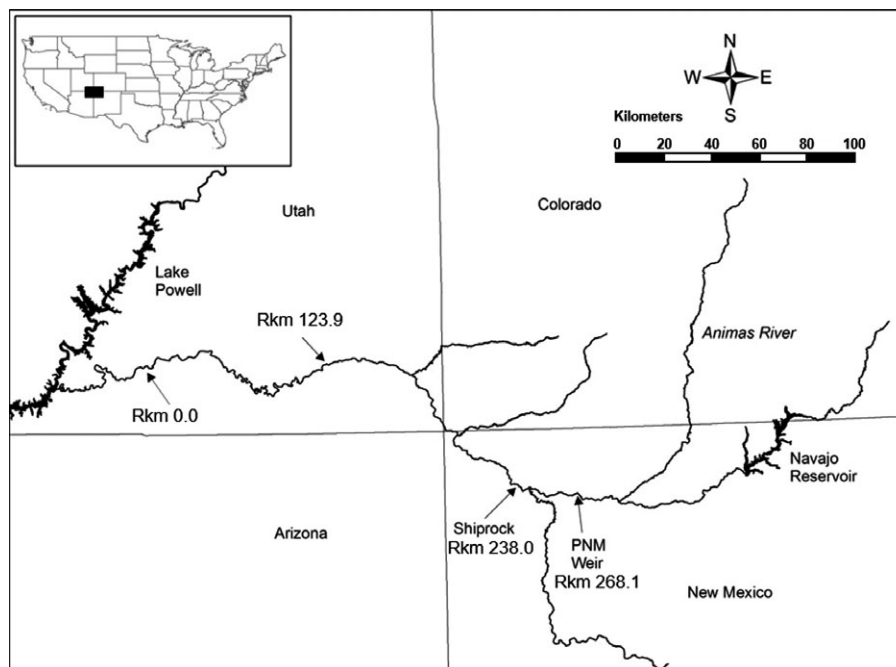 N
W
E
S
Kilometers
0 20 40 60 80 100
Utah
Colorado
Lake
Powell
Rkm 123.9
Animas River
Rkm 0.0
Navajo
Reservoir
Shiprock
Rkm 238.0
PNM
Weir
Rkm 268.1
Arizona
New Mexico